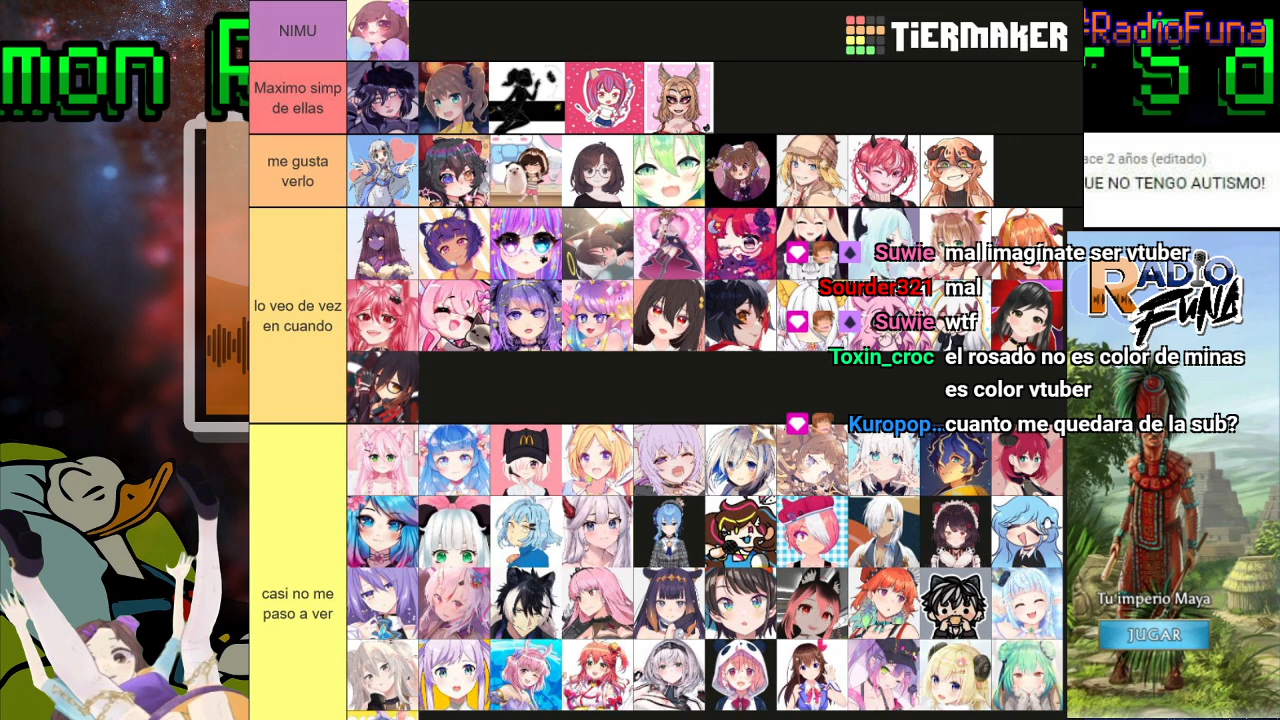 mon R
NIMU
TiERMAKER
#RadioFuna
r s d
Maximo simp
de ellas
me gusta
verlo
ace 2 años (editado)
UE NO TENGO AUTISMO!
lo veo de vez
en cuando
Suwie mal imagínate ser vtuber
Sourder321 mal
Suwie wtf
Toxin_croc el rosado no es color de minas
es color vtuber
Kuropop... cuanto me quedara de la sub?
RADIO
FUNA
casi no me
paso a ver
Tu imperio Maya
JUGAR